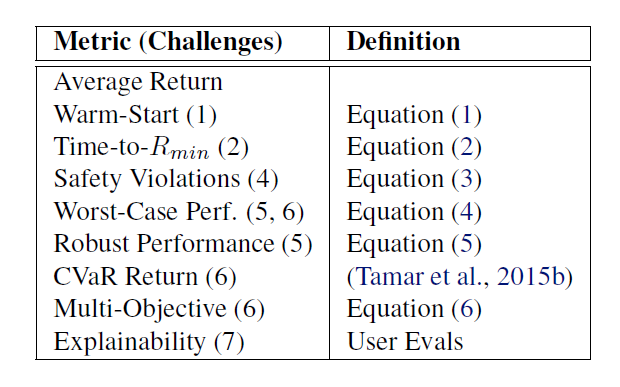 Metric (Challenges) Definition
Average Return
Warm-Start (1) Equation (1)
Time-to-R_min (2) Equation (2)
Safety Violations (4) Equation (3)
Worst-Case Perf. (5, 6) Equation (4)
Robust Performance (5) Equation (5)
CVaR Return (6) (Tamar et al., 2015b)
Multi-Objective (6) Equation (6)
Explainability (7) User Evals